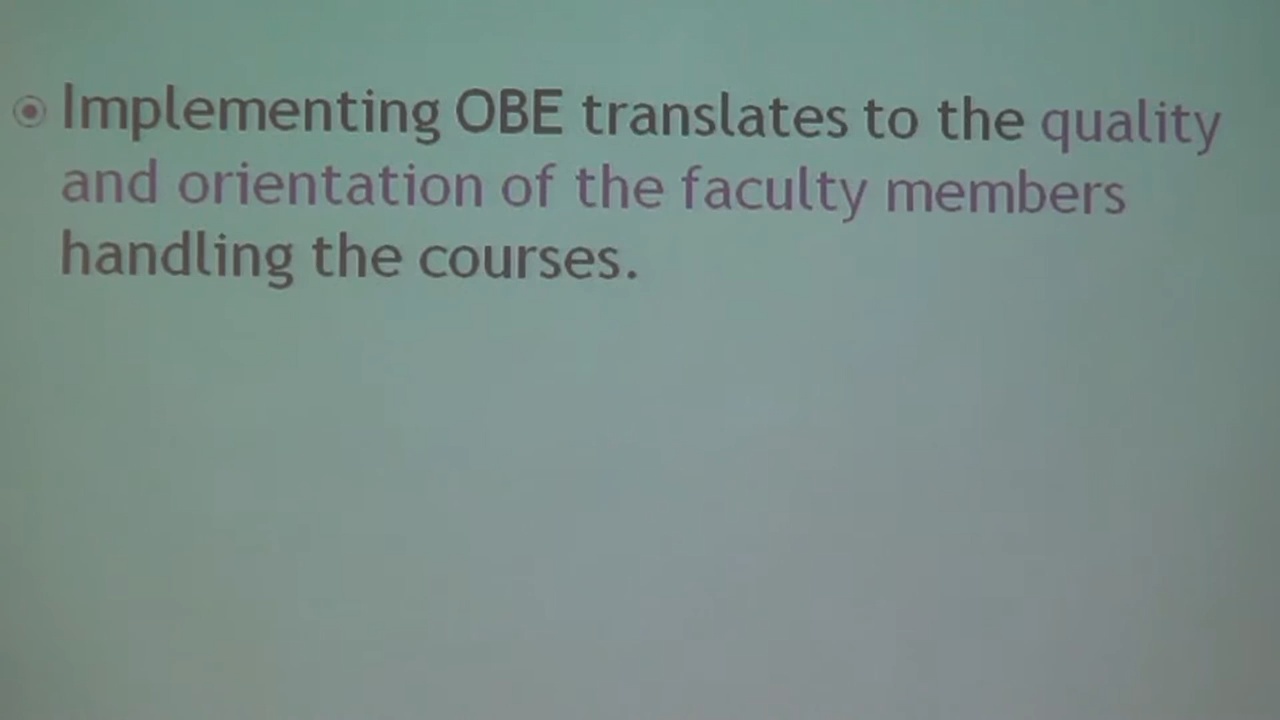 Implementing OBE translates to the quality
and orientation of the faculty members
handling the courses.